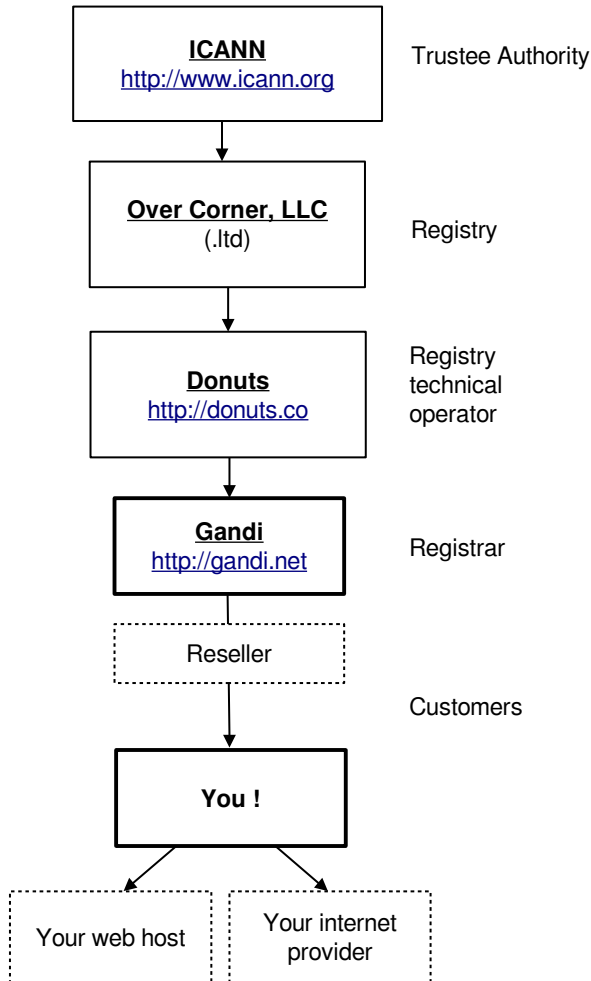 ICANN
http://www.icann.org
Trustee Authority
Over Corner, LLC
(.ltd)
Registry
Donuts
http://donuts.co
Registry
technical
operator
Gandi
http://gandi.net
Registrar
Reseller
Customers
You !
Your web host
Your internet
provider